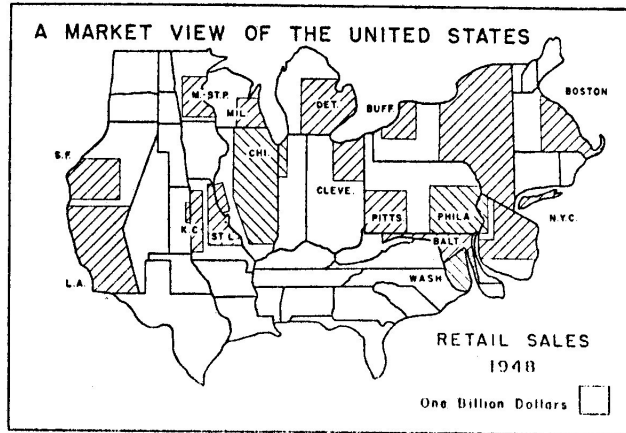 A MARKET VIEW OF THE UNITED STATES
BOSTON
M.-ST.P.
DET.
BUFF.
MIL.
S.F.
CHI.
CLEVE.
PITTS
PHILA
N.Y.C.
K.C.
ST L.
BALT
L.A.
WASH
RETAIL SALES
1948
One Billion Dollars